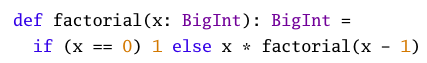 def factorial(x: BigInt): BigInt =
  if (x == 0) 1 else x * factorial(x - 1)